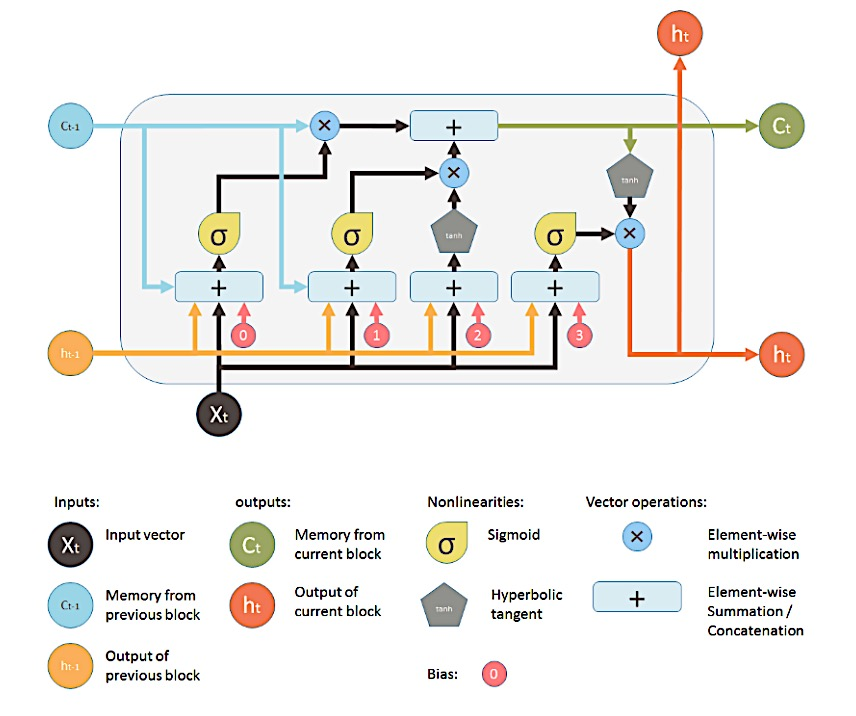 ht
Ct-1
×
+
Ct
×
tanh
σ
σ
tanh
σ
×
+
+
+
+
0
1
2
3
ht-1
ht
Xt
Inputs:
outputs:
Nonlinearities:
Vector operations:
Xt
Input vector
Ct
Memory from
current block
σ
Sigmoid
×
Element-wise
multiplication
Ct-1
Memory from
previous block
ht
Output of
current block
tanh
Hyperbolic
tangent
+
Element-wise
Summation /
Concatenation
ht-1
Output of
previous block
Bias:
0